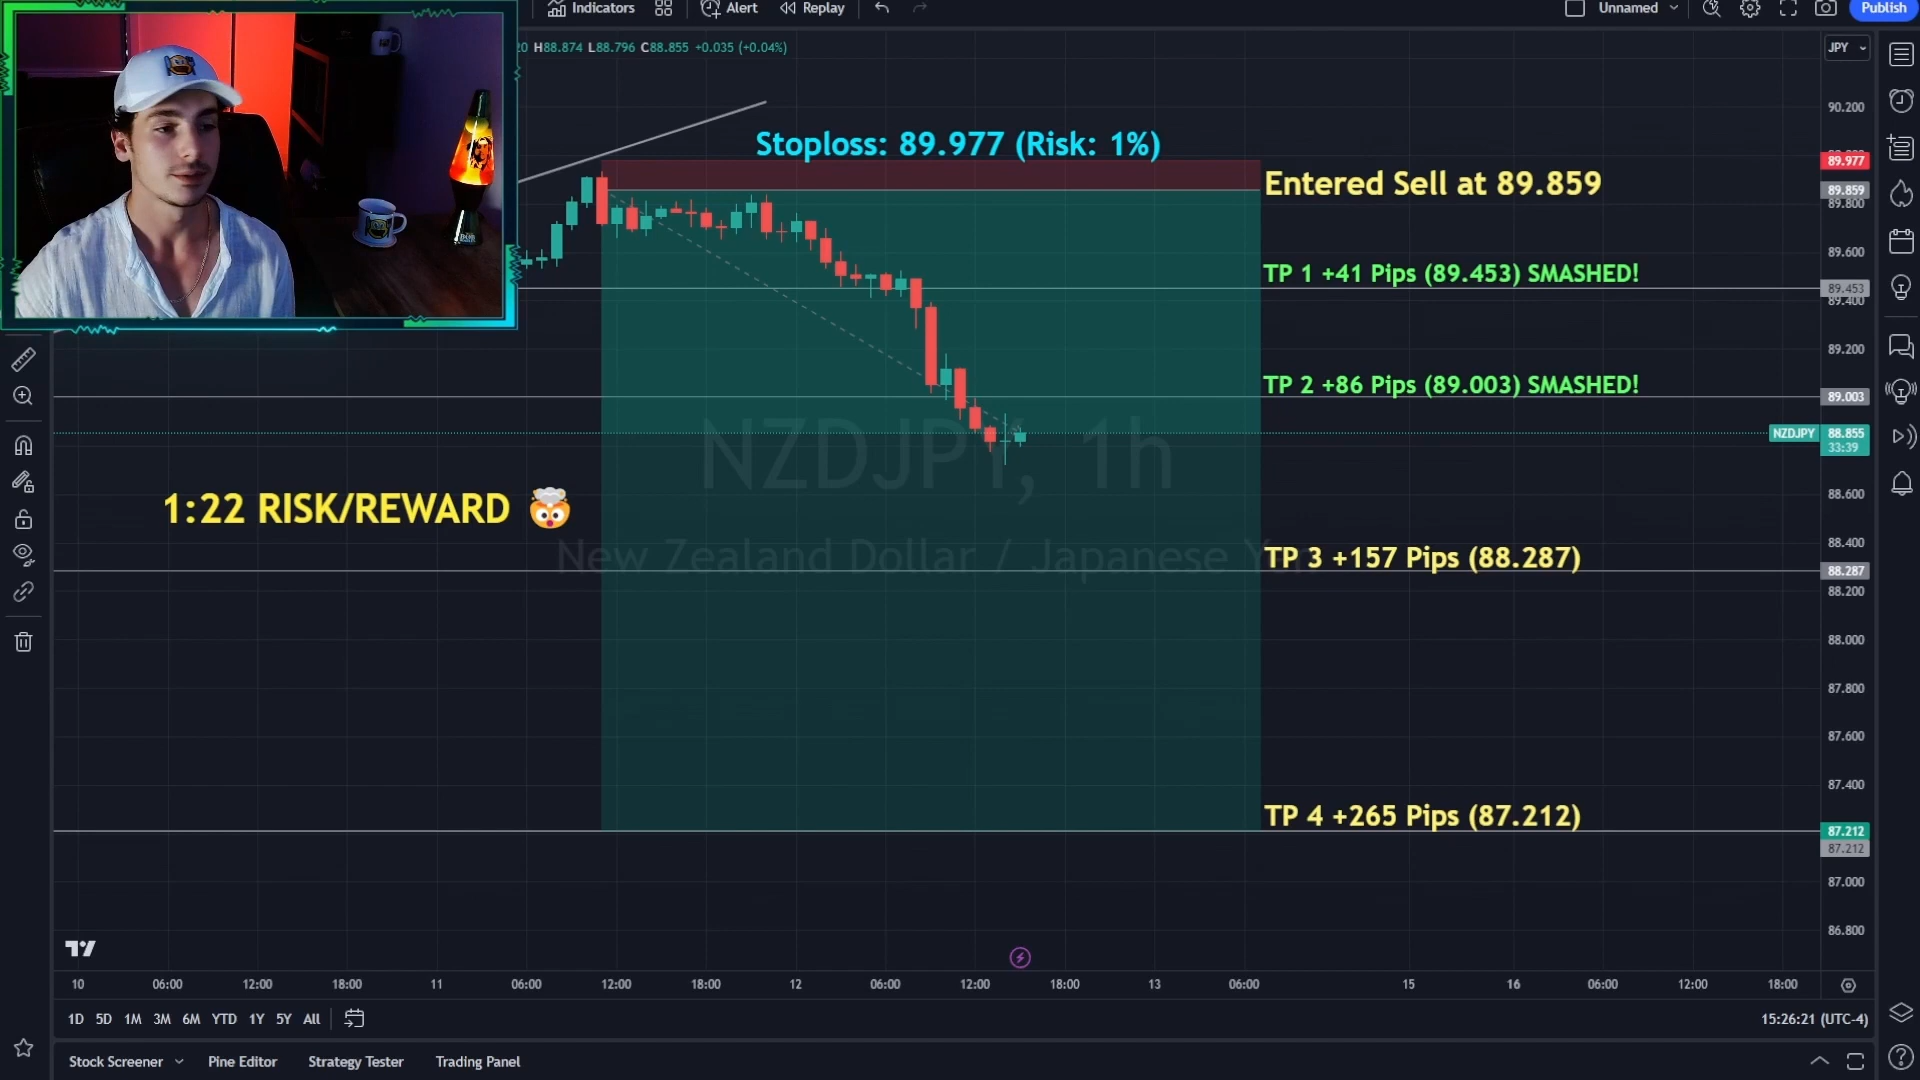 Indicators
Alert
Replay
Unnamed
Publish
H88.874 L88.796 C88.855 +0.035 (+0.04%)
JPY
Stoploss: 89.977 (Risk: 1%)
Entered Sell at 89.859
TP 1 +41 Pips (89.453) SMASHED!
TP 2 +86 Pips (89.003) SMASHED!
NZDJPY, 1h
1:22 RISK/REWARD 🤯
New Zealand Dollar / Japanese
TP 3 +157 Pips (88.287)
TP 4 +265 Pips (87.212)
90.200
89.977
89.859
89.800
89.600
89.453
89.400
89.200
89.003
NZDJPY 88.855
33:39
88.600
88.400
88.287
88.200
88.000
87.800
87.600
87.400
87.212
87.212
87.000
86.800
10 06:00 12:00 18:00 11 06:00 12:00 18:00 12 06:00 12:00 18:00 13 06:00 15 16 06:00 12:00 18:00
1D 5D 1M 3M 6M YTD 1Y 5Y All
15:26:21 (UTC-4)
Stock Screener
Pine Editor
Strategy Tester
Trading Panel